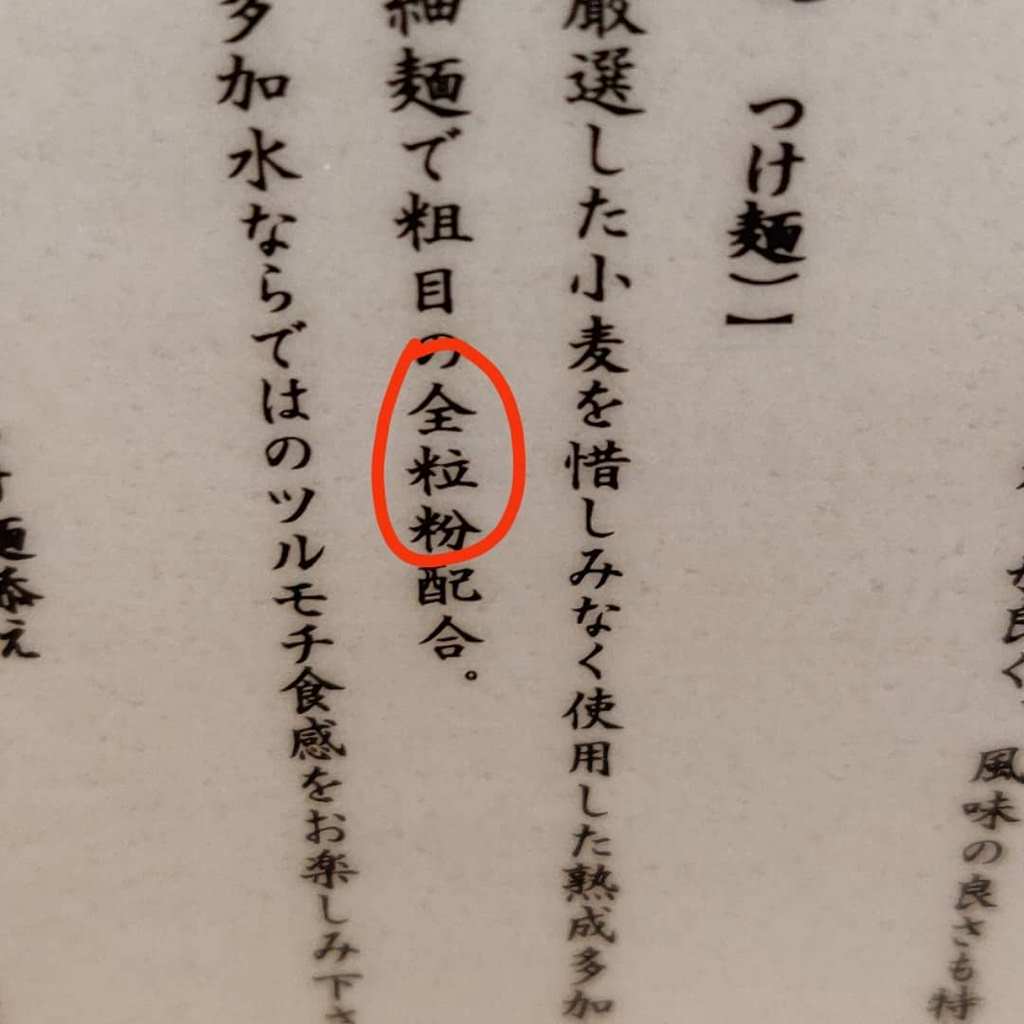 つけ麺)】
厳選した小麦を惜しみなく使用した熟成多加
細麺で粗目の全粒粉配合。
多加水ならではのツルモチ食感をお楽しみ下さ
が良く、
風味の良さも特
麺添え